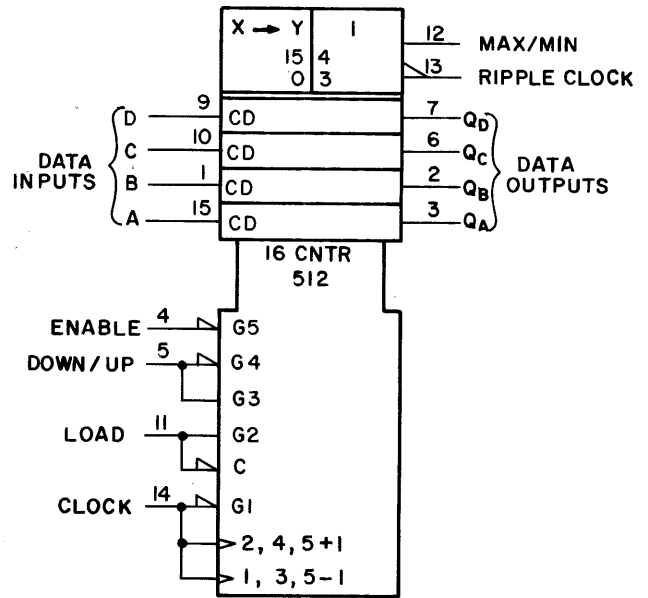 X → Y 1
15 4
0 3
12 MAX/MIN
13 RIPPLE CLOCK
DATA INPUTS
D 9 CD 7 QD
C 10 CD 6 QC
B 1 CD 2 QB
A 15 CD 3 QA
DATA OUTPUTS
16 CNTR
512
ENABLE 4 G5
DOWN/UP 5 G4
G3
LOAD 11 G2
C
CLOCK 14 G1
2, 4, 5+1
1, 3, 5-1